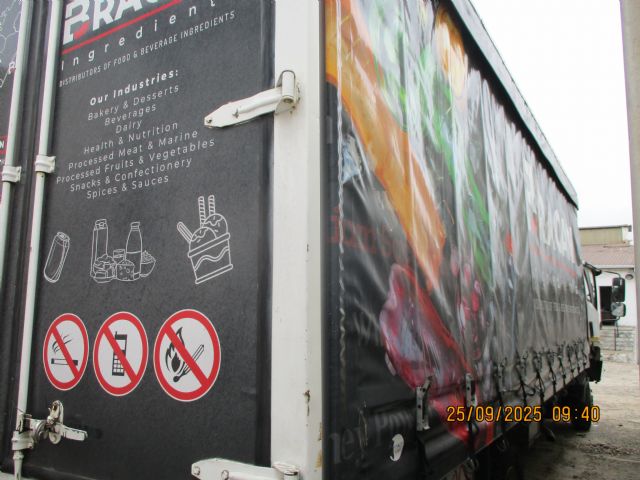 Ingredients
DISTRIBUTORS OF FOOD & BEVERAGE INGREDIENTS
Our Industries:
Bakery & Desserts
Beverages
Dairy
Health & Nutrition
Processed Meat & Marine
Processed Fruits & Vegetables
Snacks & Confectionery
Spices & Sauces
25/09/2025 09:40